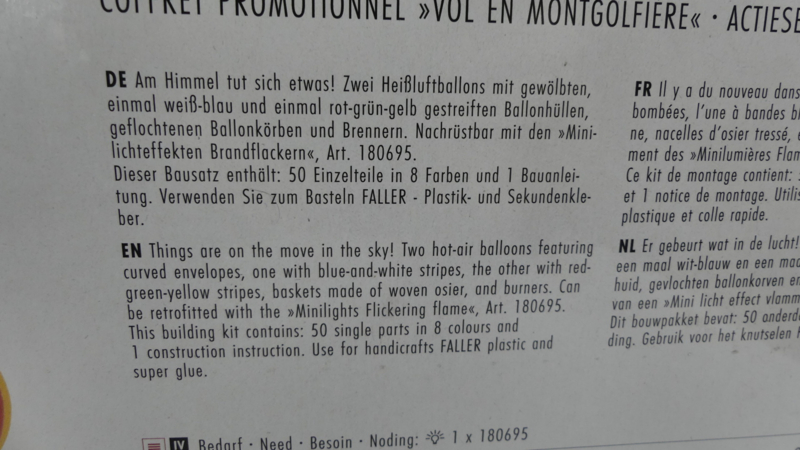 COFFRET PROMOTIONNEL »VOL EN MONTGOLFIERE« · ACTIESE
DE Am Himmel tut sich etwas! Zwei Heißluftballons mit gewölbten,
einmal weiß-blau und einmal rot-grün-gelb gestreiften Ballonhüllen,
geflochtenen Ballonkörben und Brennern. Nachrüstbar mit den »Mini-
lichteffekten Brandflackern«, Art. 180695.
Dieser Bausatz enthält: 50 Einzelteile in 8 Farben und 1 Bauanlei-
tung. Verwenden Sie zum Basteln FALLER - Plastik- und Sekundenkle-
ber.
EN Things are on the move in the sky! Two hot-air balloons featuring
curved envelopes, one with blue-and-white stripes, the other with red-
green-yellow stripes, baskets made of woven osier, and burners. Can
be retrofitted with the »Minilights Flickering flame«, Art. 180695.
This building kit contains: 50 single parts in 8 colours and
1 construction instruction. Use for handicrafts FALLER plastic and
super glue.
FR Il y a du nouveau dans
bombées, l'une à bandes bl
ne, nacelles d'osier tressé,
ment des »Minilumières Flam
Ce kit de montage contient:
et 1 notice de montage. Utilis
plastique et colle rapide.
NL Er gebeurt wat in de lucht!
een maal wit-blauw en een maa
huid, gevlochten ballonkorven en
van een »Mini licht effect vlamm
Dit bouwpakket bevat: 50 onderde
ding. Gebruik voor het knutselen
IV Bedarf · Need · Besoin · Noding: 1 x 180695